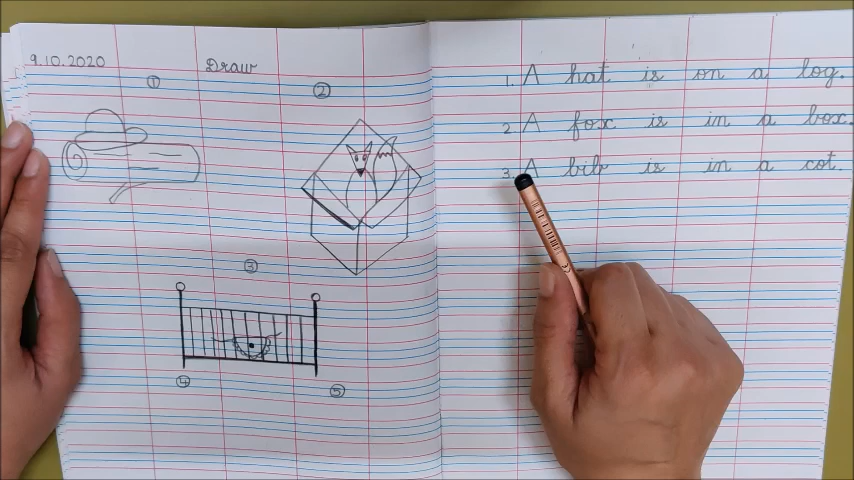 9.10.2020 Draw
①
②
③
④
⑤
1. A hat is on a log.
2. A fox is in a box.
3. A bib is in a cot.